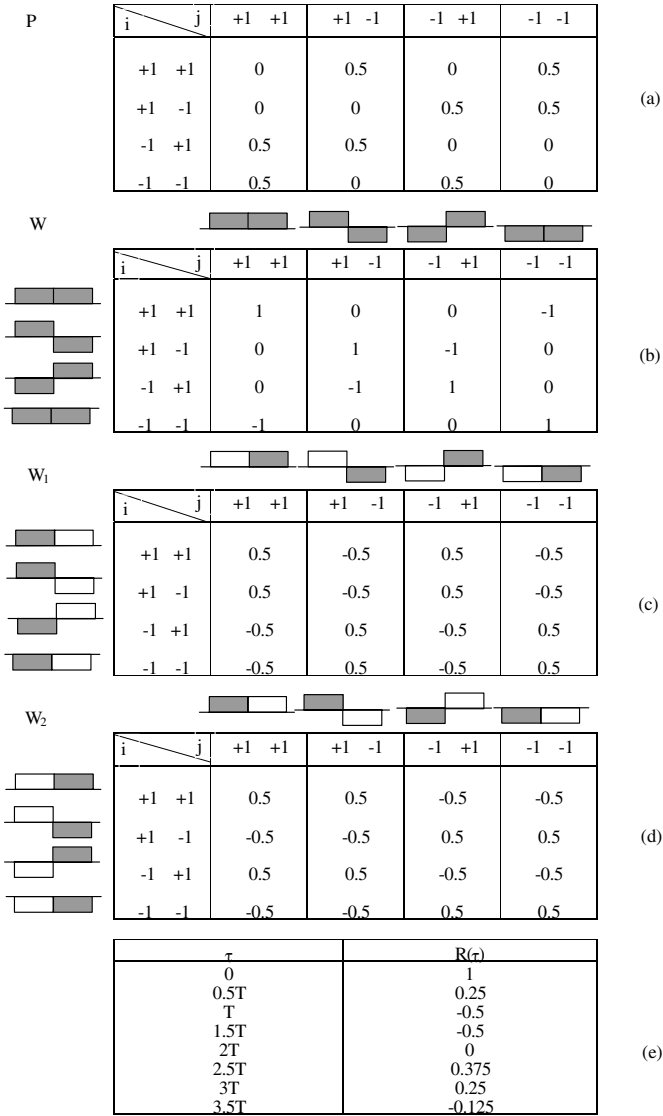 P
i j +1 +1 +1 -1 -1 +1 -1 -1
+1 +1 0 0.5 0 0.5
+1 -1 0 0 0.5 0.5
-1 +1 0.5 0.5 0 0
-1 -1 0.5 0 0.5 0
(a)
W
i j +1 +1 +1 -1 -1 +1 -1 -1
+1 +1 1 0 0 -1
+1 -1 0 1 -1 0
-1 +1 0 -1 1 0
-1 -1 -1 0 0 1
(b)
W1
i j +1 +1 +1 -1 -1 +1 -1 -1
+1 +1 0.5 -0.5 0.5 -0.5
+1 -1 0.5 -0.5 0.5 -0.5
-1 +1 -0.5 0.5 -0.5 0.5
-1 -1 -0.5 0.5 -0.5 0.5
(c)
W2
i j +1 +1 +1 -1 -1 +1 -1 -1
+1 +1 0.5 0.5 -0.5 -0.5
+1 -1 -0.5 -0.5 0.5 0.5
-1 +1 0.5 0.5 -0.5 -0.5
-1 -1 -0.5 -0.5 0.5 0.5
(d)
τ R(τ)
0 1
0.5T 0.25
T -0.5
1.5T -0.5
2T 0
2.5T 0.375
3T 0.25
3.5T -0.125
(e)